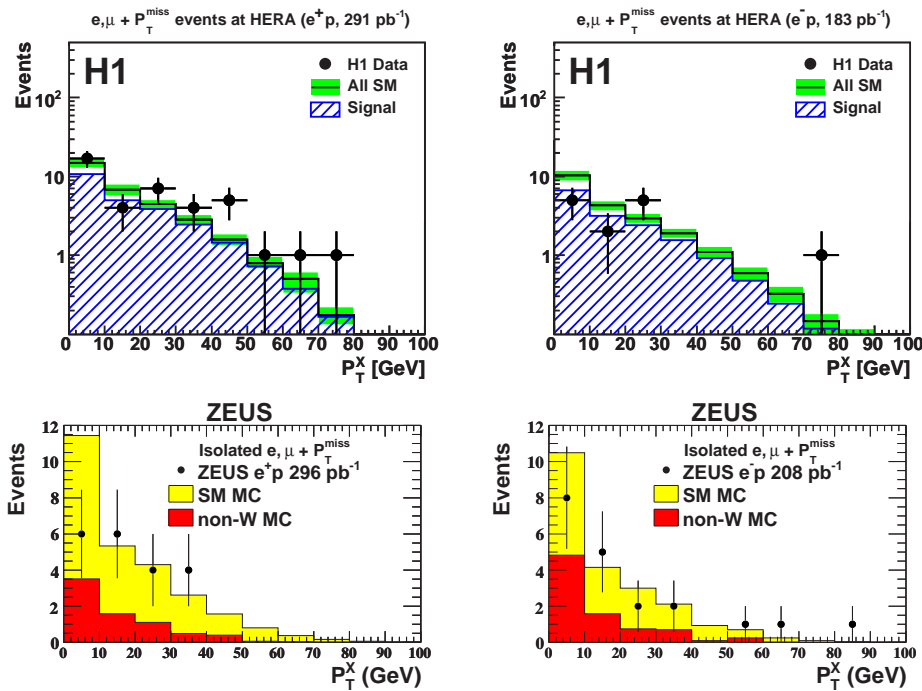 e,μ + P_T^miss events at HERA (e⁺p, 291 pb⁻¹)
H1
H1 Data
All SM
Signal
Events
10²
10
1
0 10 20 30 40 50 60 70 80 90 100
P_T^X [GeV]
e,μ + P_T^miss events at HERA (e⁻p, 183 pb⁻¹)
H1
H1 Data
All SM
Signal
Events
10²
10
1
0 10 20 30 40 50 60 70 80 90 100
P_T^X [GeV]
ZEUS
Isolated e, μ + P_T^miss
ZEUS e⁺p 296 pb⁻¹
SM MC
non-W MC
Events
12
10
8
6
4
2
0
0 10 20 30 40 50 60 70 80 90 100
P_T^X (GeV)
ZEUS
Isolated e, μ + P_T^miss
ZEUS e⁻p 208 pb⁻¹
SM MC
non-W MC
Events
12
10
8
6
4
2
0
0 10 20 30 40 50 60 70 80 90 100
P_T^X (GeV)